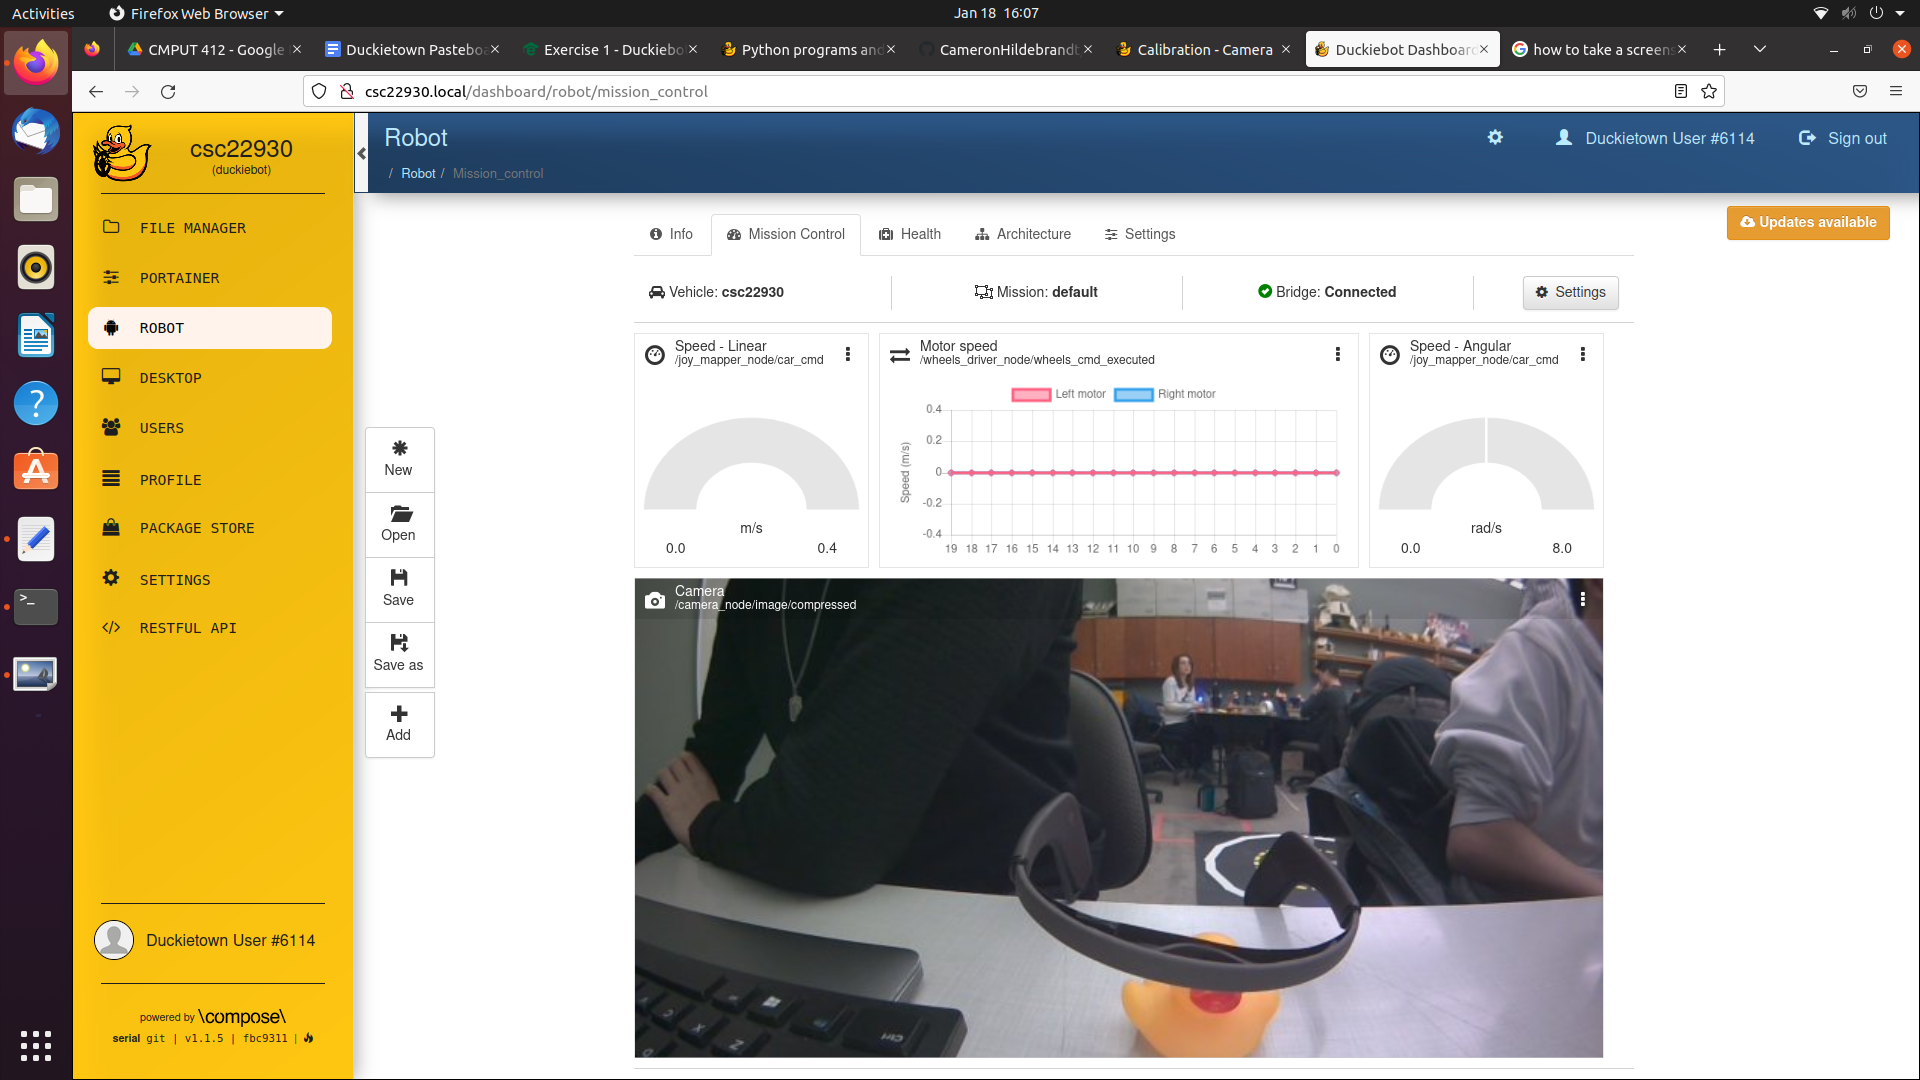 Activities
Firefox Web Browser
Jan 18 16:07
CMPUT 412 - Google
Duckietown Pasteboa
Exercise 1 - Duckiebo
Python programs and
CameronHildebrandt
Calibration - Camera
Duckiebot Dashboard
how to take a screens
csc22930.local/dashboard/robot/mission_control
csc22930
(duckiebot)
FILE MANAGER
PORTAINER
ROBOT
DESKTOP
USERS
PROFILE
PACKAGE STORE
SETTINGS
RESTFUL API
Duckietown User #6114
powered by \compose\
serial git | v1.1.5 | fbc9311 |
Robot
/ Robot / Mission_control
Duckietown User #6114
Sign out
Updates available
Info
Mission Control
Health
Architecture
Settings
Vehicle: csc22930
Mission: default
Bridge: Connected
Settings
New
Open
Save
Save as
Add
Speed - Linear
/joy_mapper_node/car_cmd
m/s
0.0 0.4
Motor speed
/wheels_driver_node/wheels_cmd_executed
Left motor Right motor
Speed (m/s)
0.4
0.2
0
-0.2
-0.4
19 18 17 16 15 14 13 12 11 10 9 8 7 6 5 4 3 2 1 0
Speed - Angular
/joy_mapper_node/car_cmd
rad/s
0.0 8.0
Camera
/camera_node/image/compressed
Ctrl